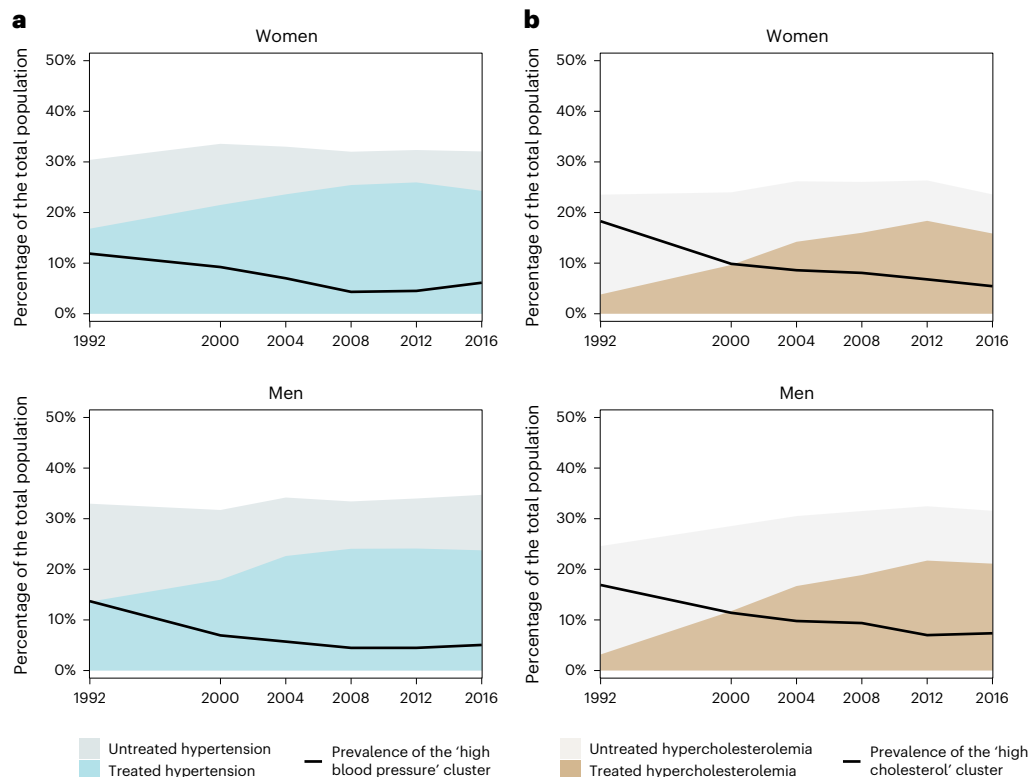 a
Women
Percentage of the total population
50%
40%
30%
20%
10%
0%
1992
2000
2004
2008
2012
2016
b
Women
Percentage of the total population
50%
40%
30%
20%
10%
0%
1992
2000
2004
2008
2012
2016
Men
Percentage of the total population
50%
40%
30%
20%
10%
0%
1992
2000
2004
2008
2012
2016
Men
Percentage of the total population
50%
40%
30%
20%
10%
0%
1992
2000
2004
2008
2012
2016
Untreated hypertension
Treated hypertension
Prevalence of the ‘high
blood pressure’ cluster
Untreated hypercholesterolemia
Treated hypercholesterolemia
Prevalence of the ‘high
cholesterol’ cluster